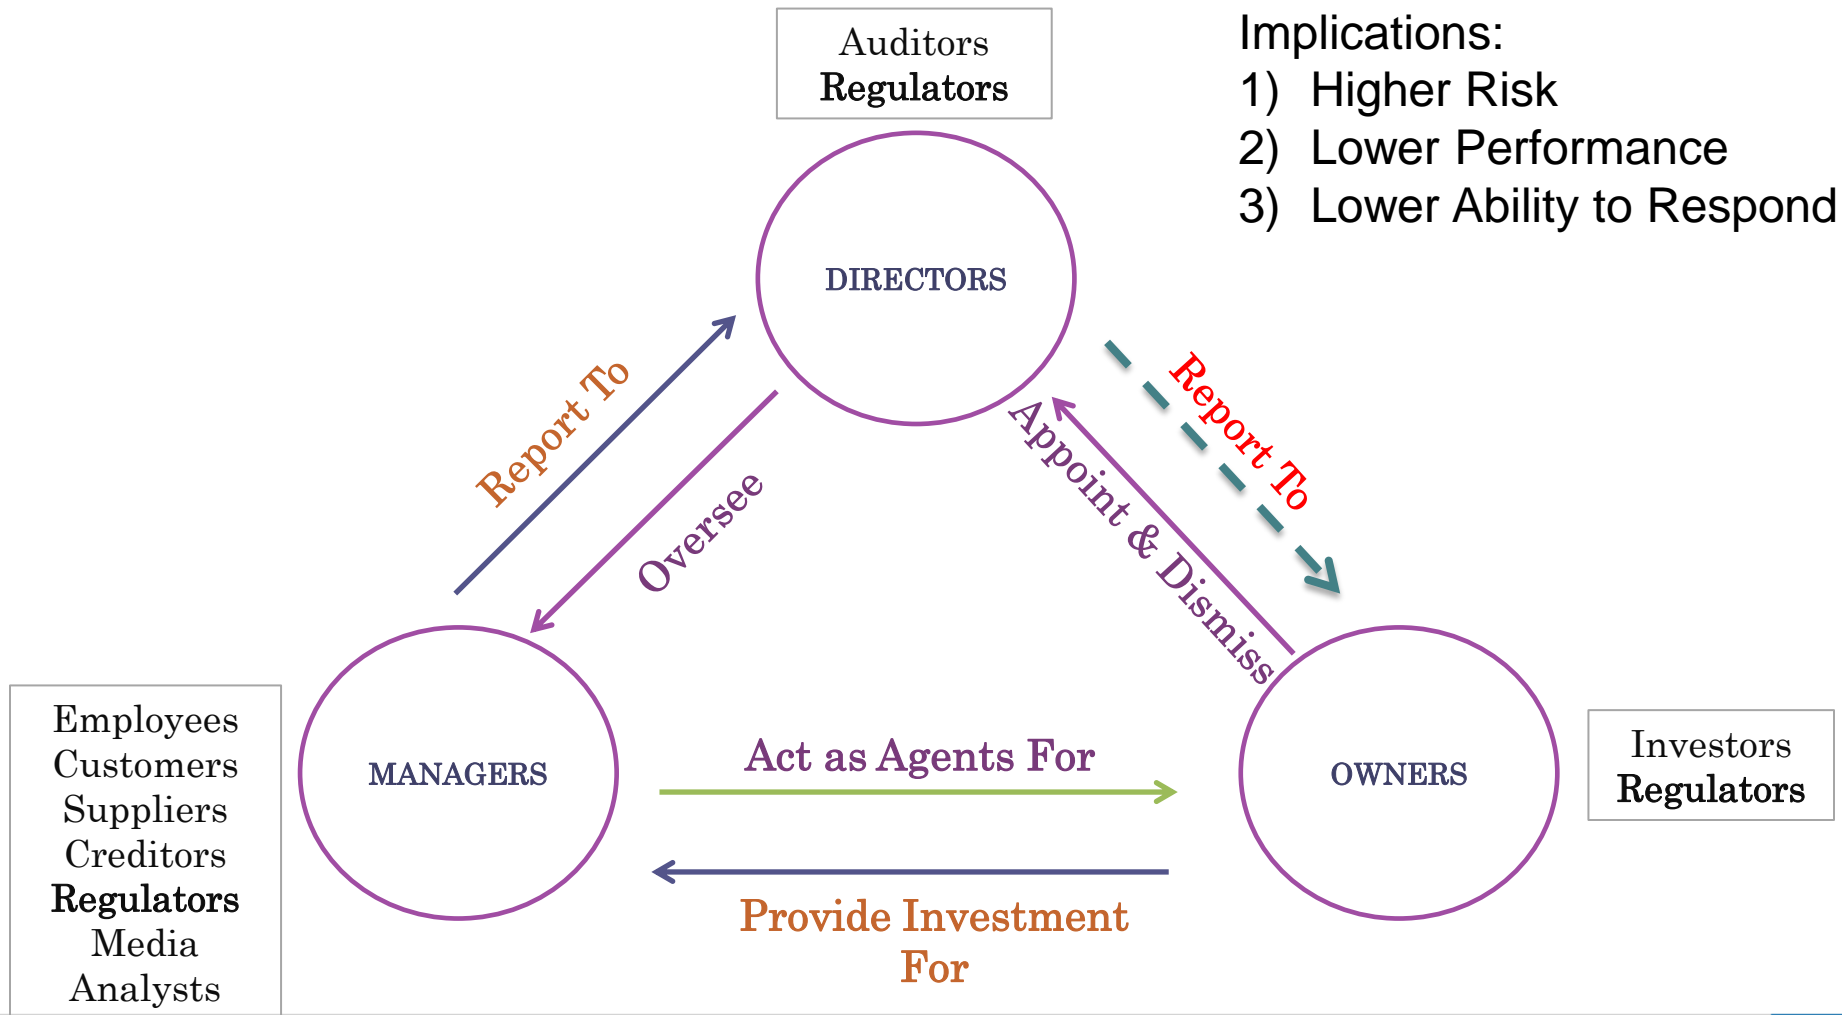 Auditors
Regulators
Implications:
1) Higher Risk
2) Lower Performance
3) Lower Ability to Respond
DIRECTORS
Report To
Oversee
Report To
Appoint & Dismiss
Employees
Customers
Suppliers
Creditors
Regulators
Media
Analysts
MANAGERS
Act as Agents For
Provide Investment
For
OWNERS
Investors
Regulators